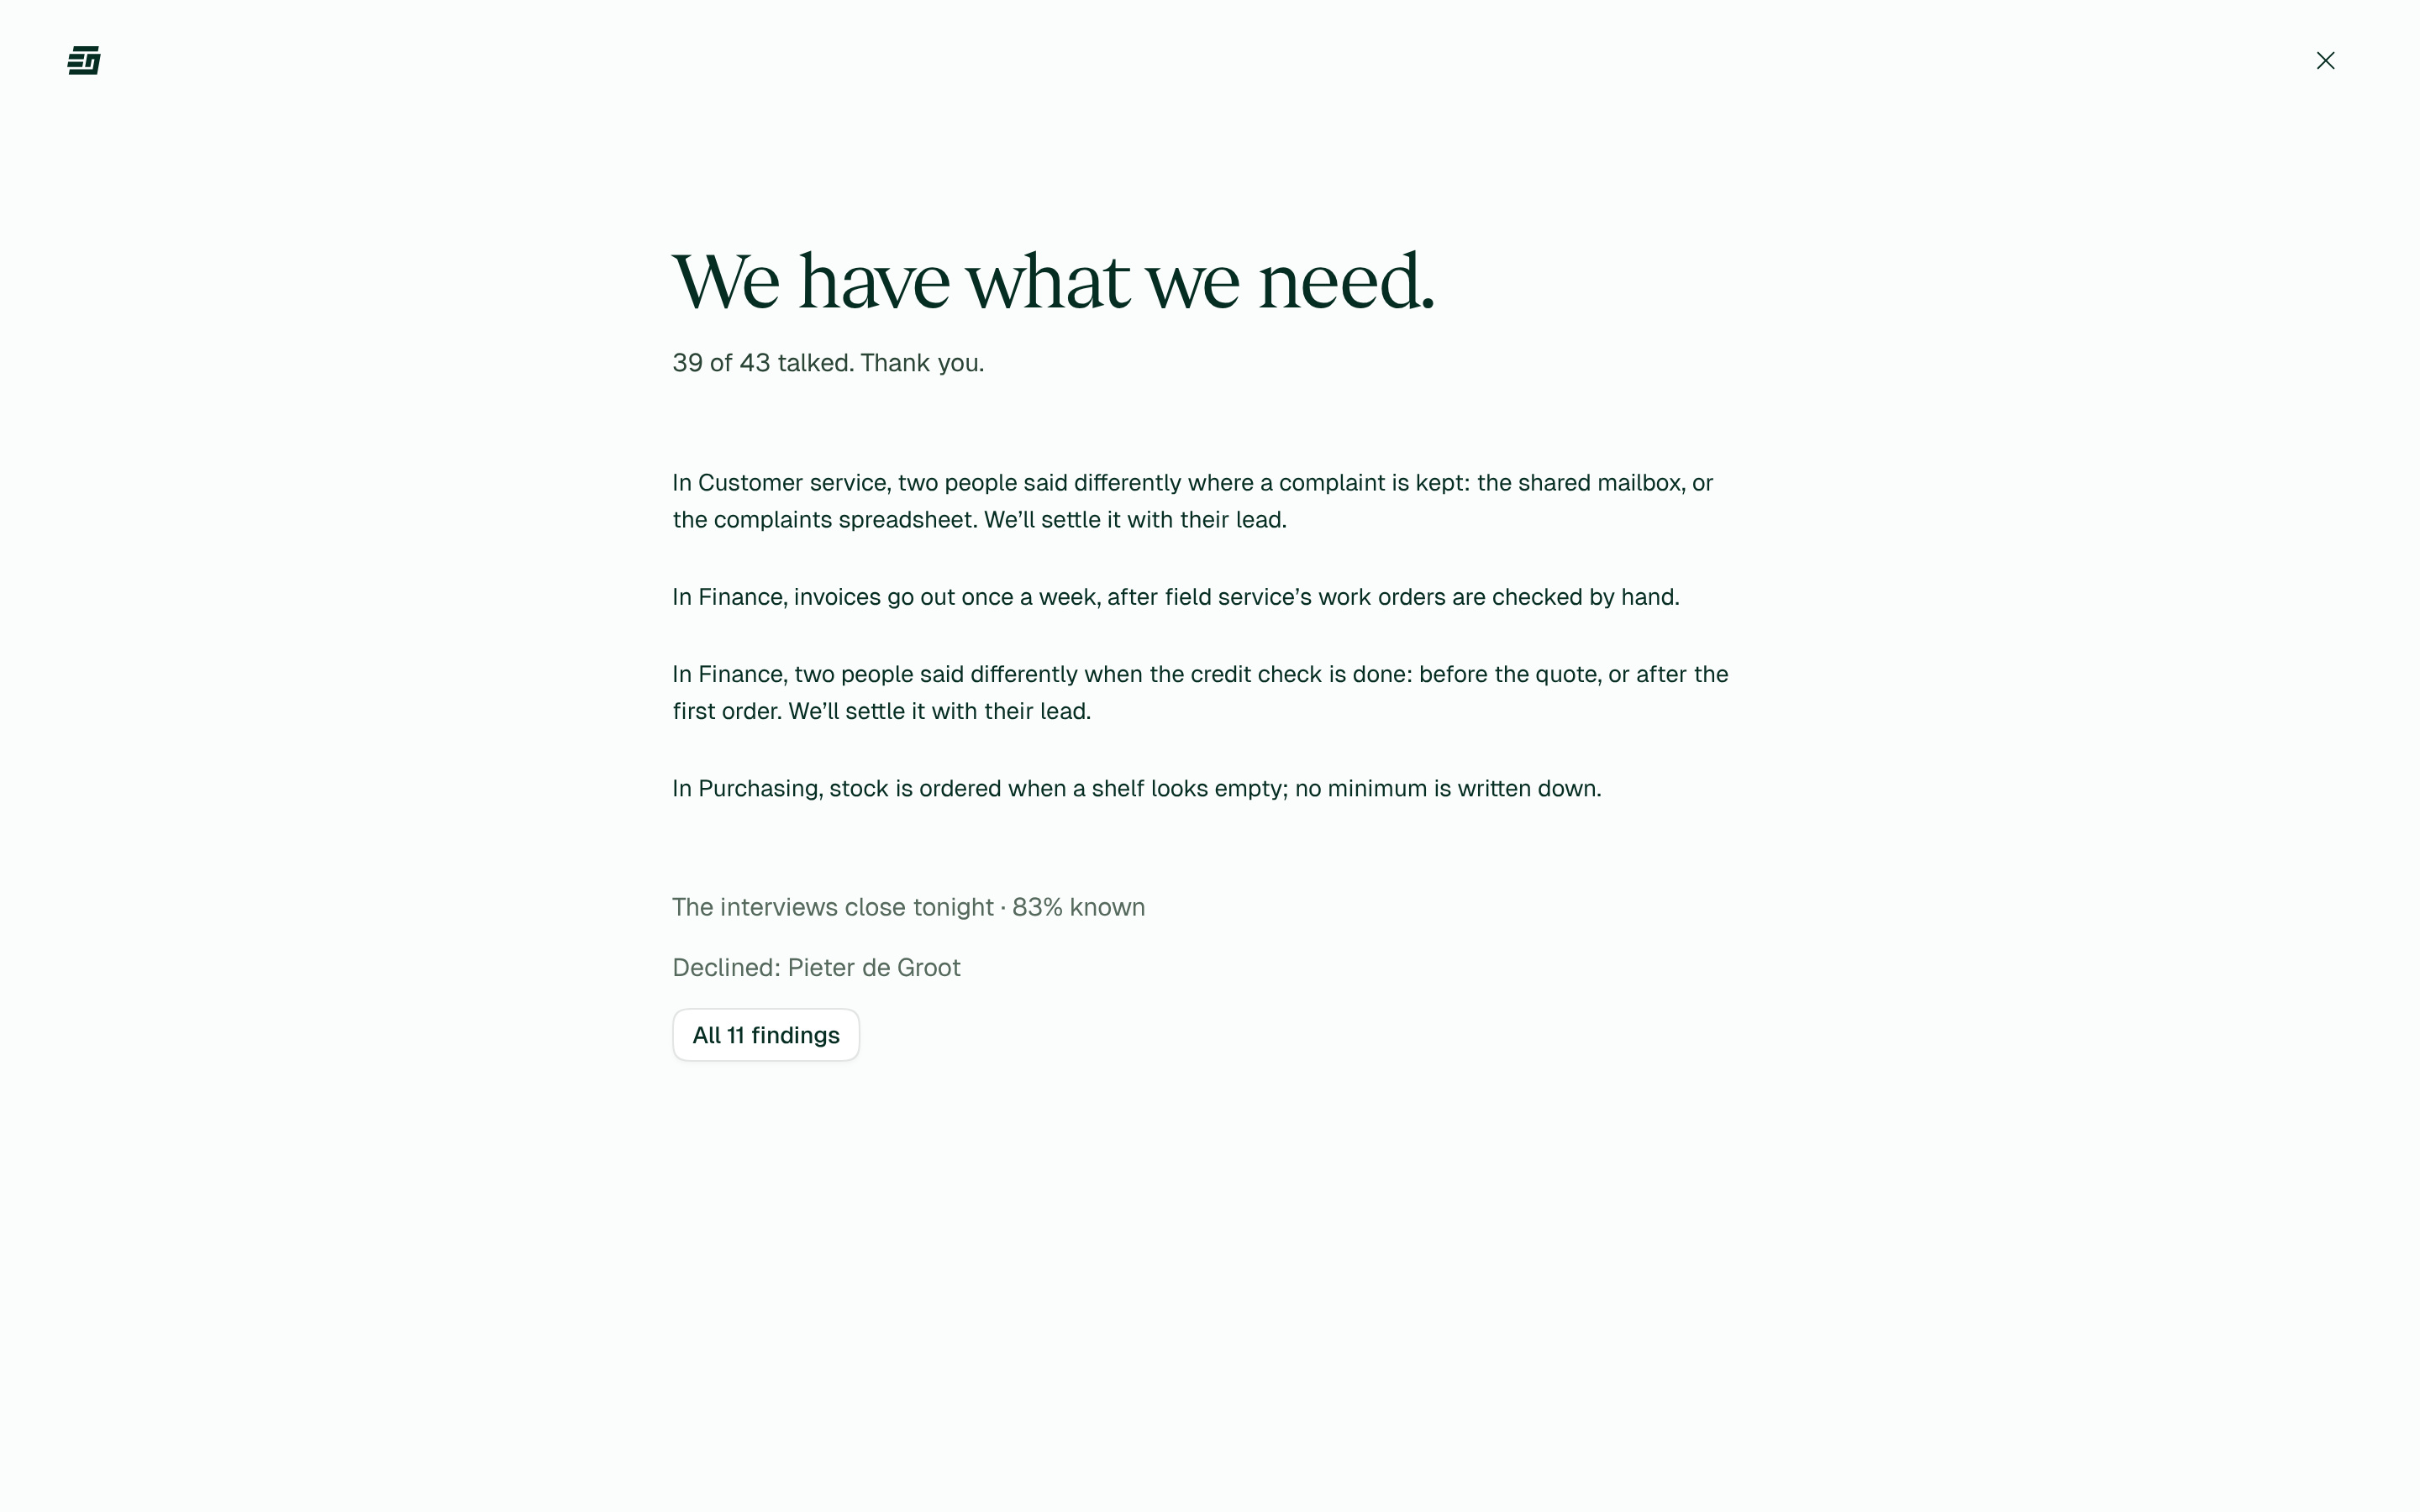 We have what we need.
39 of 43 talked. Thank you.
In Customer service, two people said differently where a complaint is kept: the shared mailbox, or
the complaints spreadsheet. We’ll settle it with their lead.
In Finance, invoices go out once a week, after field service’s work orders are checked by hand.
In Finance, two people said differently when the credit check is done: before the quote, or after the
first order. We’ll settle it with their lead.
In Purchasing, stock is ordered when a shelf looks empty; no minimum is written down.
The interviews close tonight · 83% known
Declined: Pieter de Groot
All 11 findings